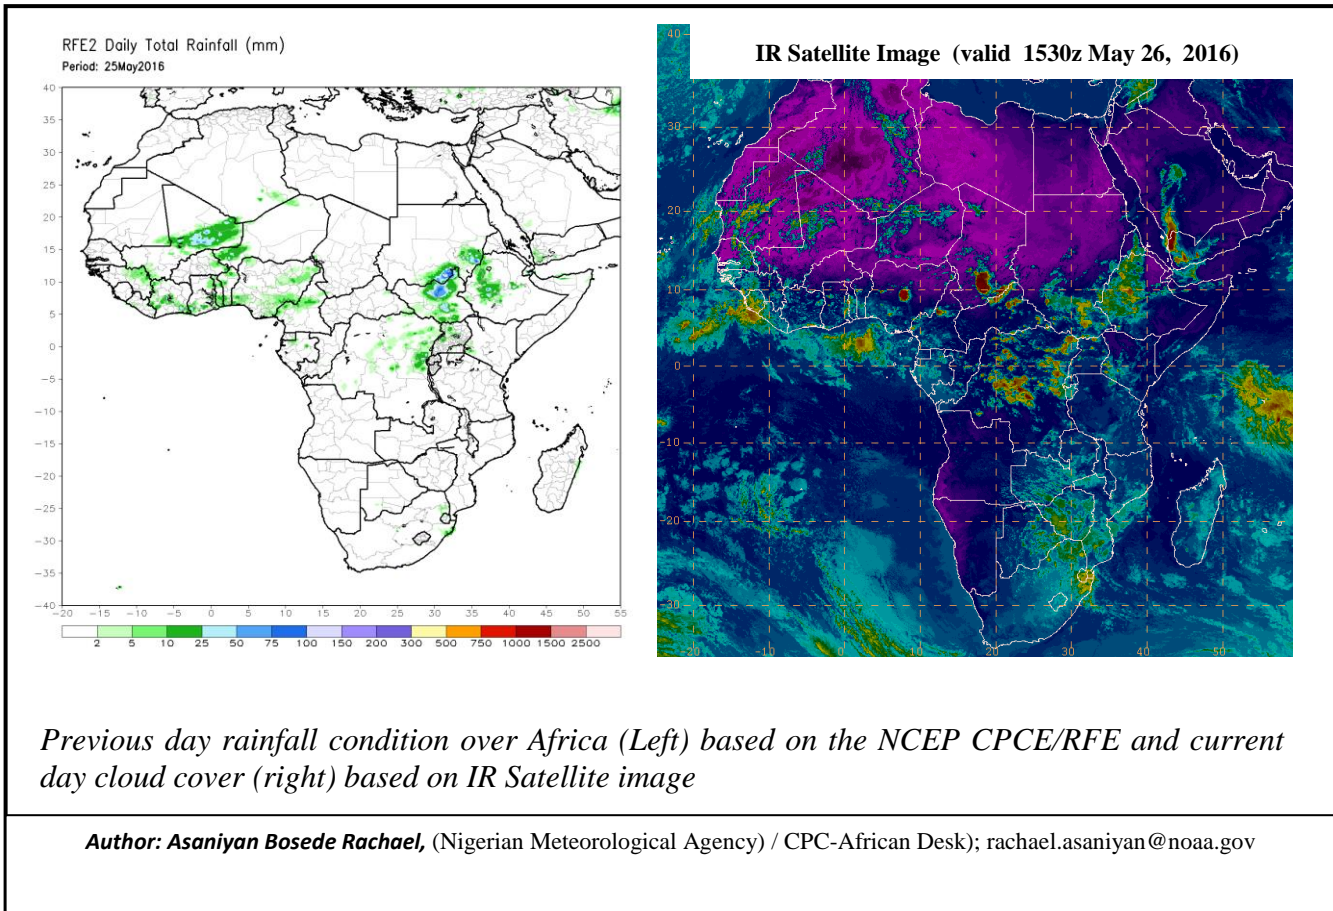 RFE2 Daily Total Rainfall (mm)
Period: 25May2016
40
35
30
25
20
15
10
5
0
−5
−10
−15
−20
−25
−30
−35
−40
−20 −15 −10 −5 0 5 10 15 20 25 30 35 40 45 50 55
2 5 10 25 50 75 100 150 200 300 500 750 1000 1500 2500
IR Satellite Image (valid 1530z May 26, 2016)
40
30
20
10
0
-10
-20
-30
-20 -10 0 10 20 30 40 50
Previous day rainfall condition over Africa (Left) based on the NCEP CPCE/RFE and current
day cloud cover (right) based on IR Satellite image
Author: Asaniyan Bosede Rachael, (Nigerian Meteorological Agency) / CPC-African Desk); rachael.asaniyan@noaa.gov